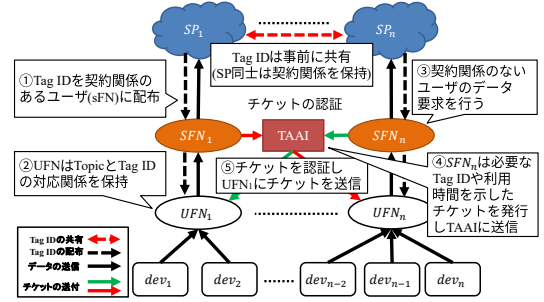 SP₁
SPₙ
Tag IDは事前に共有
(SP同士は契約関係を保持)
①Tag IDを契約関係の
あるユーザ(sFN)に配布
③契約関係のない
ユーザのデータ
要求を行う
チケットの認証
SFN₁
TAAI
SFNₙ
②UFNはTopicとTag ID
の対応関係を保持
⑤チケットを認証し
UFN₁にチケットを送信
④SFNₙは必要な
Tag IDや利用
時間を示した
チケットを発行
しTAAIに送信
UFN₁
UFNₙ
Tag IDの共有
Tag IDの配布
データの送信
チケットの送付
dev₁
dev₂
devₙ₋₂
devₙ₋₁
devₙ